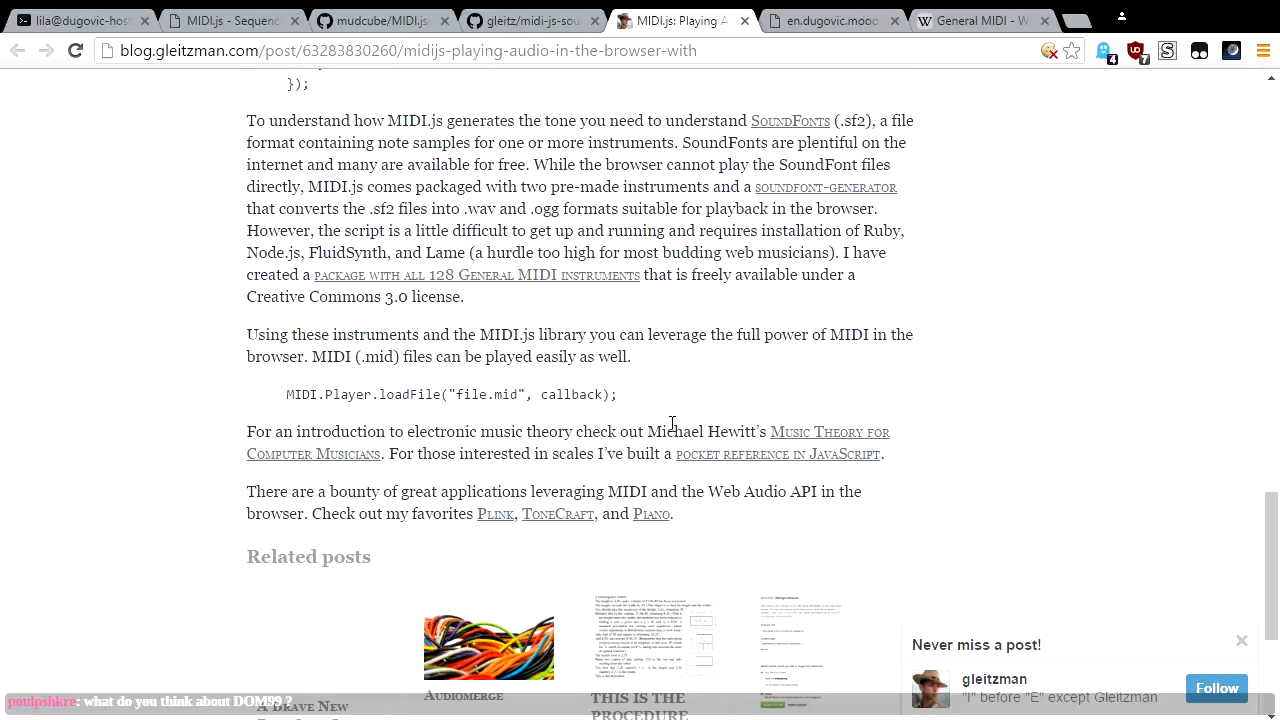 lila@dugovic-hos
MIDI.js - Sequenc
mudcube/MIDI.js
gleitz/midi-js-sou
MIDI.js: Playing A
en.dugovic.mooc
General MIDI - W
blog.gleitzman.com/post/63283830260/midijs-playing-audio-in-the-browser-with
4
7
});
To understand how MIDI.js generates the tone you need to understand SoundFonts (.sf2), a file
format containing note samples for one or more instruments. SoundFonts are plentiful on the
internet and many are available for free. While the browser cannot play the SoundFont files
directly, MIDI.js comes packaged with two pre-made instruments and a soundfont-generator
that converts the .sf2 files into .wav and .ogg formats suitable for playback in the browser.
However, the script is a little difficult to get up and running and requires installation of Ruby,
Node.js, FluidSynth, and Lame (a hurdle too high for most budding web musicians). I have
created a package with all 128 General MIDI instruments that is freely available under a
Creative Commons 3.0 license.
Using these instruments and the MIDI.js library you can leverage the full power of MIDI in the
browser. MIDI (.mid) files can be played easily as well.
MIDI.Player.loadFile("file.mid", callback);
For an introduction to electronic music theory check out Michael Hewitt's Music Theory for
Computer Musicians. For those interested in scales I've built a pocket reference in JavaScript.
There are a bounty of great applications leveraging MIDI and the Web Audio API in the
browser. Check out my favorites Plink, ToneCraft, and Piano.
Related posts
Audiomerge
THIS IS THE
PROCEDURE
Never miss a post!
gleitzman
"I" before "E except Gleitzman
Follow
do you think about DOM99 ?